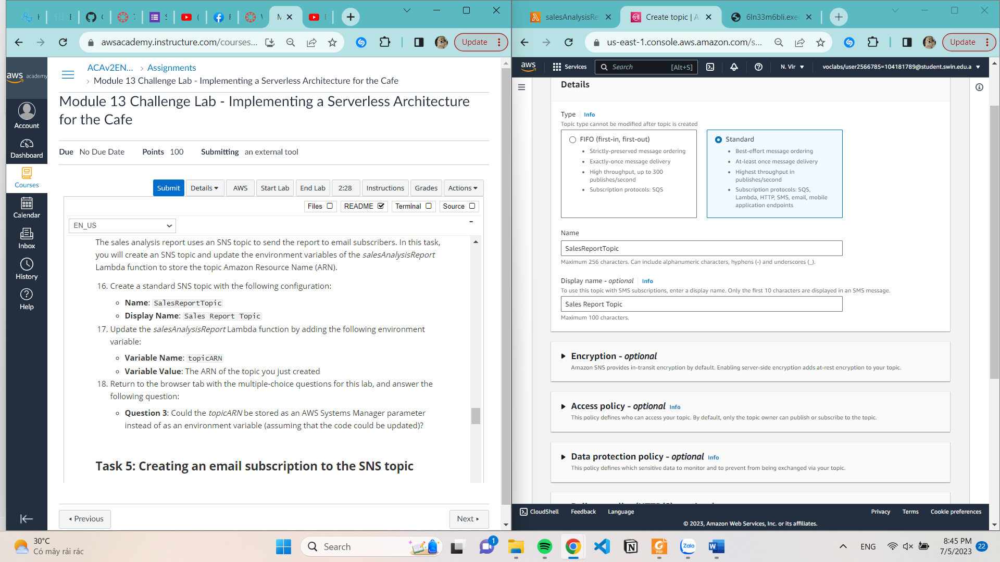 salesAnalysisRe
Create topic | A
6ln33m6bli.exe
awsacademy.instructure.com/courses...
Update
us-east-1.console.aws.amazon.com/s...
Update
aws academy
Account
Dashboard
Courses
Calendar
Inbox
History
Help
ACAv2EN...
Assignments
Module 13 Challenge Lab - Implementing a Serverless Architecture for the Cafe
Module 13 Challenge Lab - Implementing a Serverless Architecture
for the Cafe
Due No Due Date Points 100 Submitting an external tool
Submit Details AWS Start Lab End Lab 2:28 Instructions Grades Actions
Files README Terminal Source
EN_US
-
The sales analysis report uses an SNS topic to send the report to email subscribers. In this task,
you will create an SNS topic and update the environment variables of the salesAnalysisReport
Lambda function to store the topic Amazon Resource Name (ARN).
16. Create a standard SNS topic with the following configuration:
Name: SalesReportTopic
Display Name: Sales Report Topic
17. Update the salesAnalysisReport Lambda function by adding the following environment
variable:
Variable Name: topicARN
Variable Value: The ARN of the topic you just created
18. Return to the browser tab with the multiple-choice questions for this lab, and answer the
following question:
Question 3: Could the topicARN be stored as an AWS Systems Manager parameter
instead of as an environment variable (assuming that the code could be updated)?
Task 5: Creating an email subscription to the SNS topic
Previous
Next
aws Services Search [Alt+S] N. Vir voclabs/user2566785=104181789@student.swin.edu.a
Details
Type Info
Topic type cannot be modified after topic is created
FIFO (first-in, first-out)
Strictly-preserved message ordering
Exactly-once message delivery
High throughput, up to 300
publishes/second
Subscription protocols: SQS
Standard
Best-effort message ordering
At-least once message delivery
Highest throughput in
publishes/second
Subscription protocols: SQS,
Lambda, HTTP, SMS, email, mobile
application endpoints
Name
SalesReportTopic
Maximum 256 characters. Can include alphanumeric characters, hyphens (-) and underscores (_).
Display name - optional Info
To use this topic with SMS subscriptions, enter a display name. Only the first 10 characters are displayed in an SMS message.
Sales Report Topic
Maximum 100 characters.
Encryption - optional
Amazon SNS provides in-transit encryption by default. Enabling server-side encryption adds at-rest encryption to your topic.
Access policy - optional Info
This policy defines who can access your topic. By default, only the topic owner can publish or subscribe to the topic.
Data protection policy - optional Info
This policy defines which sensitive data to monitor and to prevent from being exchanged via your topic.
CloudShell Feedback Language Privacy Terms Cookie preferences
© 2023, Amazon Web Services, Inc. or its affiliates.
30°C
Có mây rải rác
Search
1
PDF
Zalo
ENG
8:45 PM
7/5/2023
22